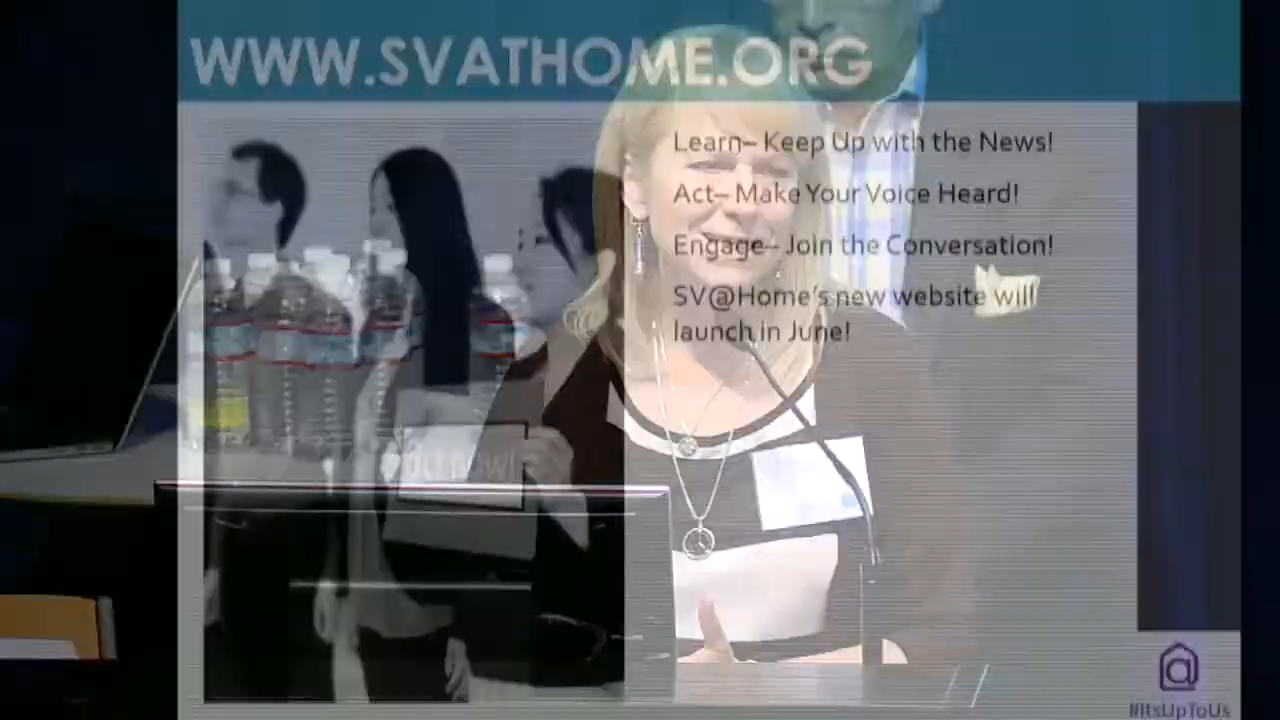 WWW.SVATHOME.ORG
Learn– Keep Up with the News!
Act– Make Your Voice Heard!
Engage– Join the Conversation!
SV@Home's new website will
launch in June!
@
#ItsUpToUs